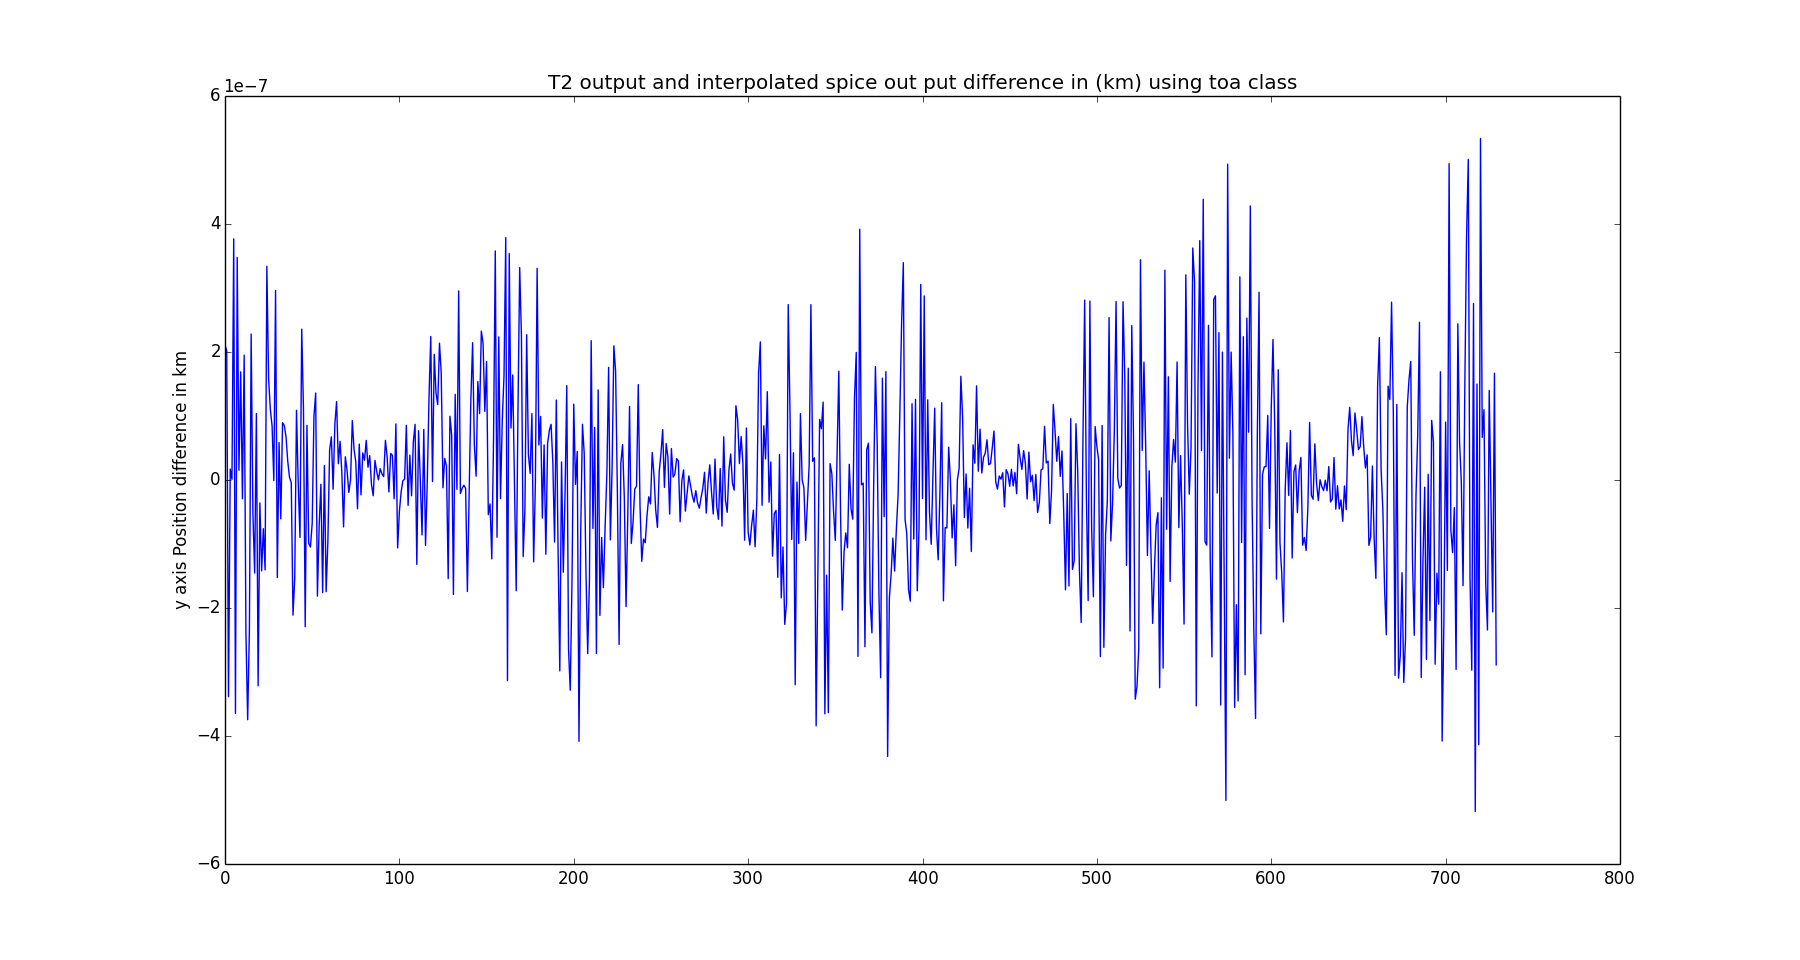 T2 output and interpolated spice out put difference in (km) using toa class
1e−7
6
4
2
0
−2
−4
−6
y axis Position difference in km
0 100 200 300 400 500 600 700 800